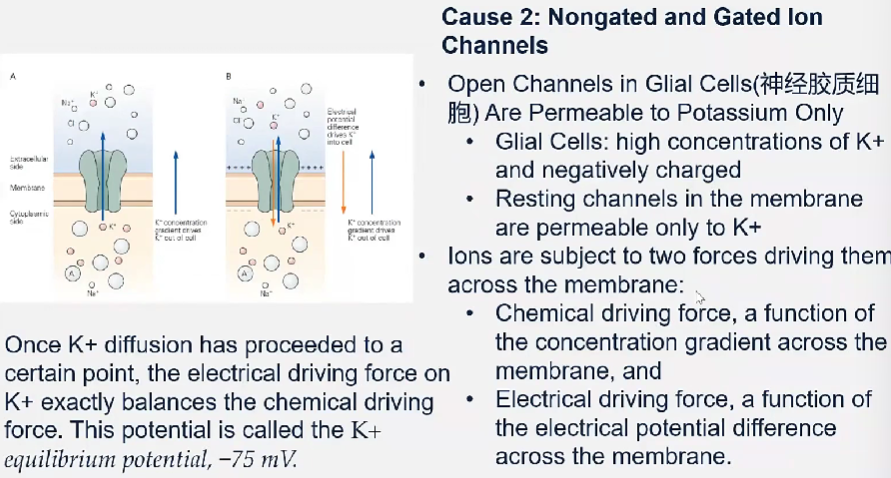 Cause 2: Nongated and Gated Ion
Channels
A
B
K⁺
Na⁺
Cl⁻
Extracellular
side
Membrane
Cytoplasmic
side
K⁺
A⁻
Na⁺
K⁺ concentration
gradient drives
K⁺ out of cell
Na⁺
Cl⁻
K⁺
Electrical
potential
difference
drives K⁺
into cell
K⁺
A⁻
Na⁺
K⁺ concentration
gradient drives
K⁺ out of cell
Once K+ diffusion has proceeded to a
certain point, the electrical driving force on
K+ exactly balances the chemical driving
force. This potential is called the K+
equilibrium potential, −75 mV.
• Open Channels in Glial Cells(神经胶质细
胞) Are Permeable to Potassium Only
• Glial Cells: high concentrations of K+
and negatively charged
• Resting channels in the membrane
are permeable only to K+
• Ions are subject to two forces driving them
across the membrane:
• Chemical driving force, a function of
the concentration gradient across the
membrane, and
• Electrical driving force, a function of
the electrical potential difference
across the membrane.